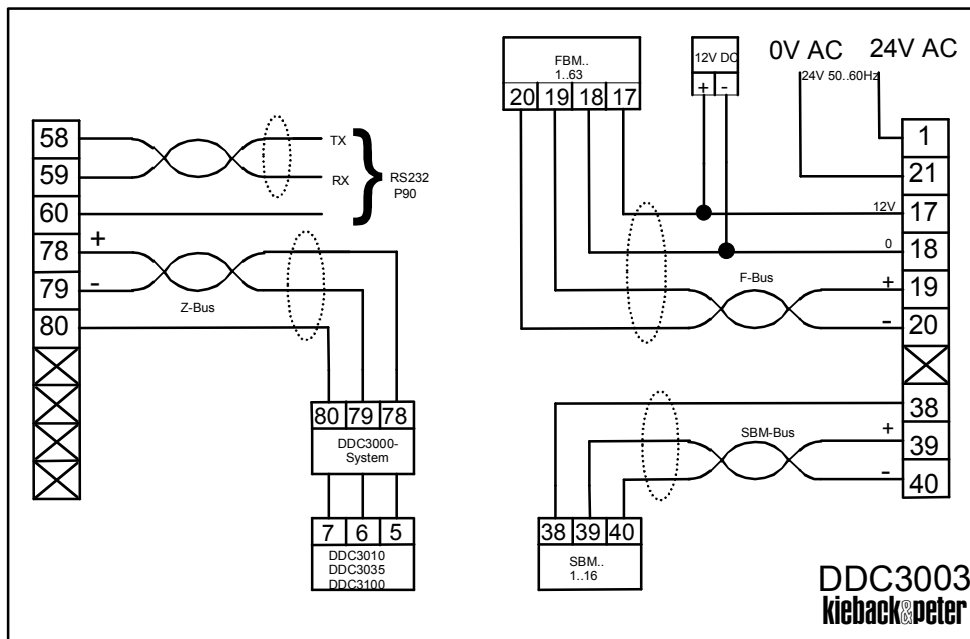 58
59
60
78
79
80
+
-
TX
RX
RS232
P90
Z-Bus
80 79 78
DDC3000-
System
7 6 5
DDC3010
DDC3035
DDC3100
FBM..
1..63
20 19 18 17
12V DC
+ -
0V AC 24V AC
24V 50..60Hz
1
21
12V 17
0 18
F-Bus
+ 19
- 20
38
SBM-Bus
+ 39
- 40
38 39 40
SBM..
1..16
DDC3003
kieback&peter